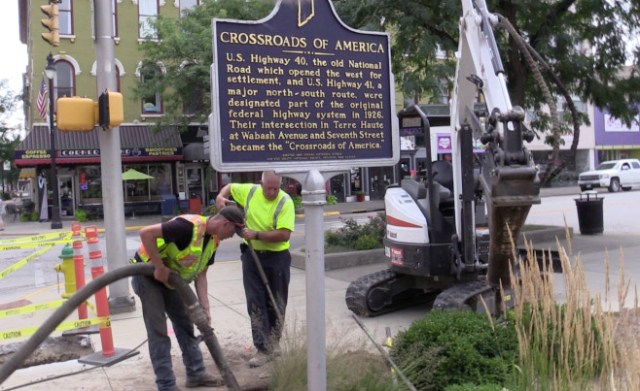 CROSSROADS OF AMERICA
U.S. Highway 40, the old National
Road which opened the west for
settlement, and U.S. Highway 41, a
major north-south route, were
designated part of the original
federal highway system in 1926.
Their intersection in Terre Haute
at Wabash Avenue and Seventh Street
became the "Crossroads of America."
COFFEE
CAUTION